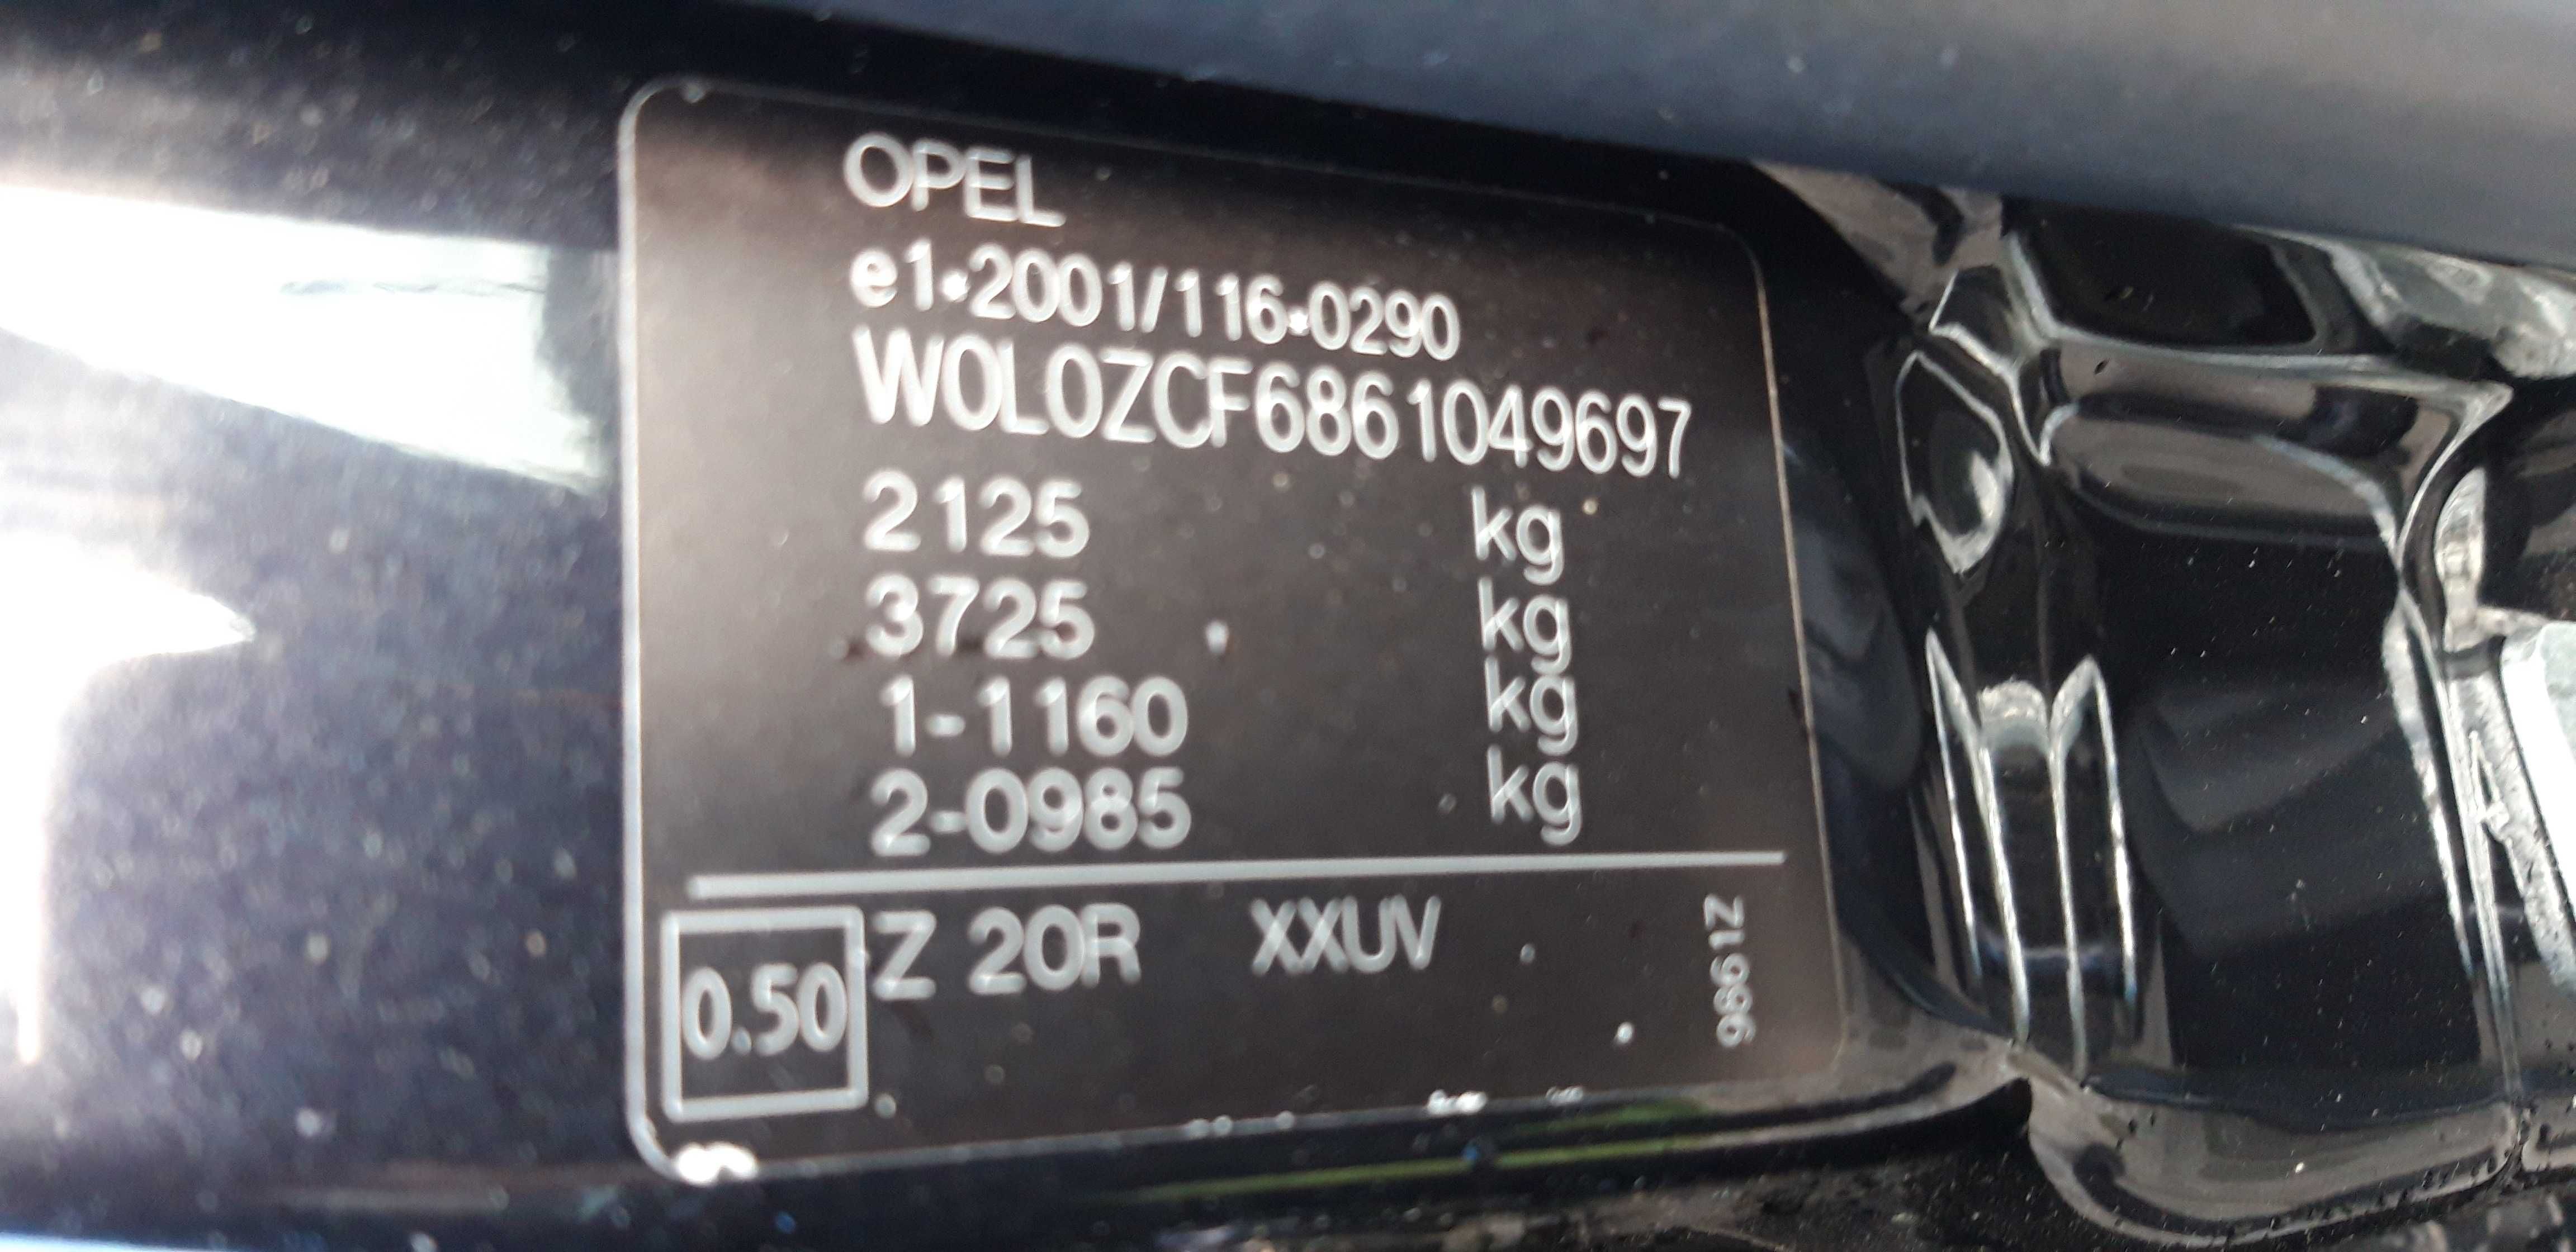 OPEL
e1*2001/116*0290
W0L0ZCF6861049697
2125 kg
3725 kg
1-1160 kg
2-0985 kg
0.50 Z 20R XXUV
9861Z